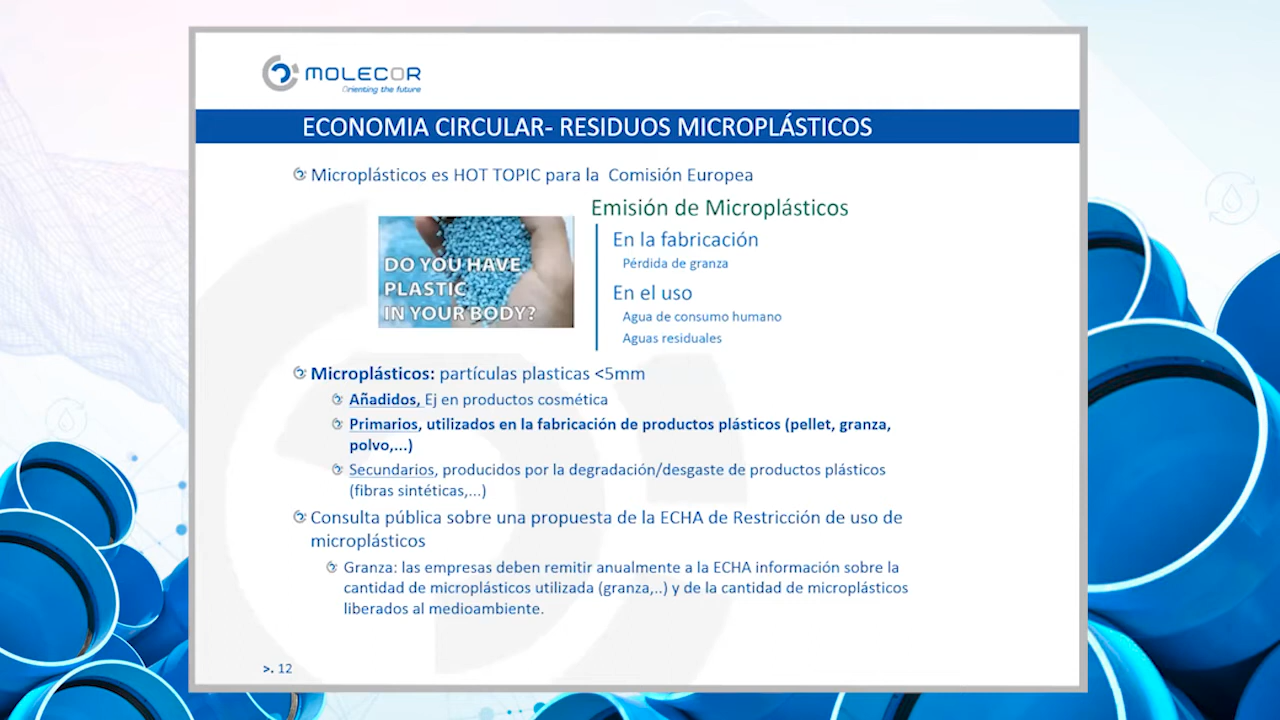 MOLECOR
Orienting the future
ECONOMIA CIRCULAR- RESIDUOS MICROPLÁSTICOS
Microplásticos es HOT TOPIC para la Comisión Europea
Emisión de Microplásticos
En la fabricación
Pérdida de granza
En el uso
Agua de consumo humano
Aguas residuales
DO YOU HAVE
PLASTIC
IN YOUR BODY?
Microplásticos: partículas plasticas <5mm
Añadidos, Ej en productos cosmética
Primarios, utilizados en la fabricación de productos plásticos (pellet, granza,
polvo,...)
Secundarios, producidos por la degradación/desgaste de productos plásticos
(fibras sintéticas,...)
Consulta pública sobre una propuesta de la ECHA de Restricción de uso de
microplásticos
Granza: las empresas deben remitir anualmente a la ECHA información sobre la
cantidad de microplásticos utilizada (granza,..) y de la cantidad de microplásticos
liberados al medioambiente.
>. 12